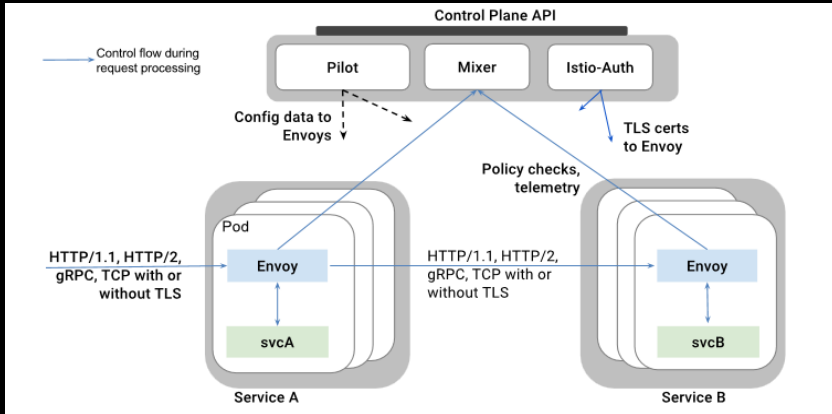 Control Plane API
Control flow during
request processing
Pilot
Mixer
Istio-Auth
Config data to
Envoys
TLS certs
to Envoy
Policy checks,
telemetry
Pod
HTTP/1.1, HTTP/2,
gRPC, TCP with or
without TLS
Envoy
HTTP/1.1, HTTP/2,
gRPC, TCP with or
without TLS
Envoy
svcA
svcB
Service A
Service B